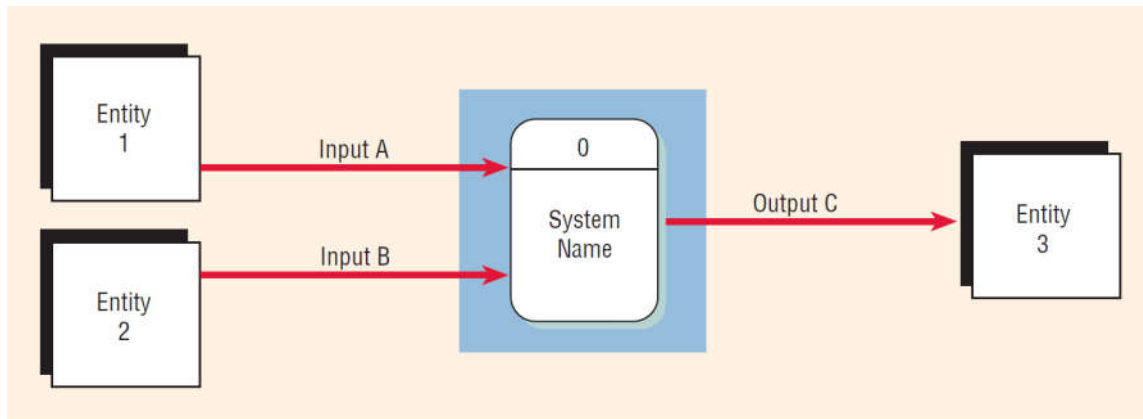 Entity
1
Input A
Entity
2
Input B
0
System
Name
Output C
Entity
3